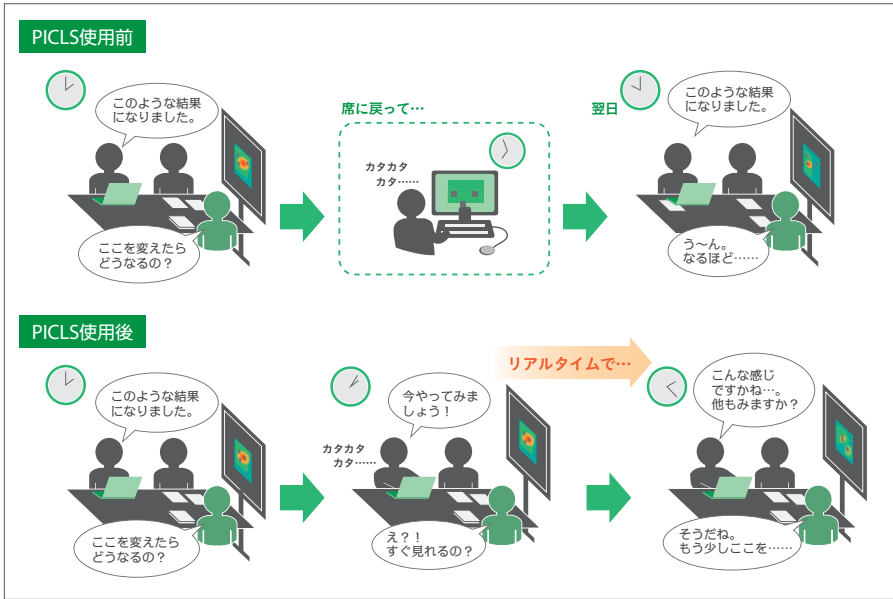 PICLS使用前
このような結果
になりました。
ここを変えたら
どうなるの？
席に戻って…
カタカタ
カタ……
翌日
このような結果
になりました。
う〜ん。
なるほど……
PICLS使用後
このような結果
になりました。
ここを変えたら
どうなるの？
今やってみま
しょう！
カタカタ
カタ……
え？！
すぐ見れるの？
リアルタイムで…
こんな感じ
ですかね…。
他もみますか？
そうだね。
もう少しここを……